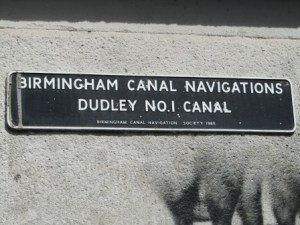 BIRMINGHAM CANAL NAVIGATIONS
DUDLEY NO.1 CANAL
BIRMINGHAM CANAL NAVIGATION SOCIETY 1985